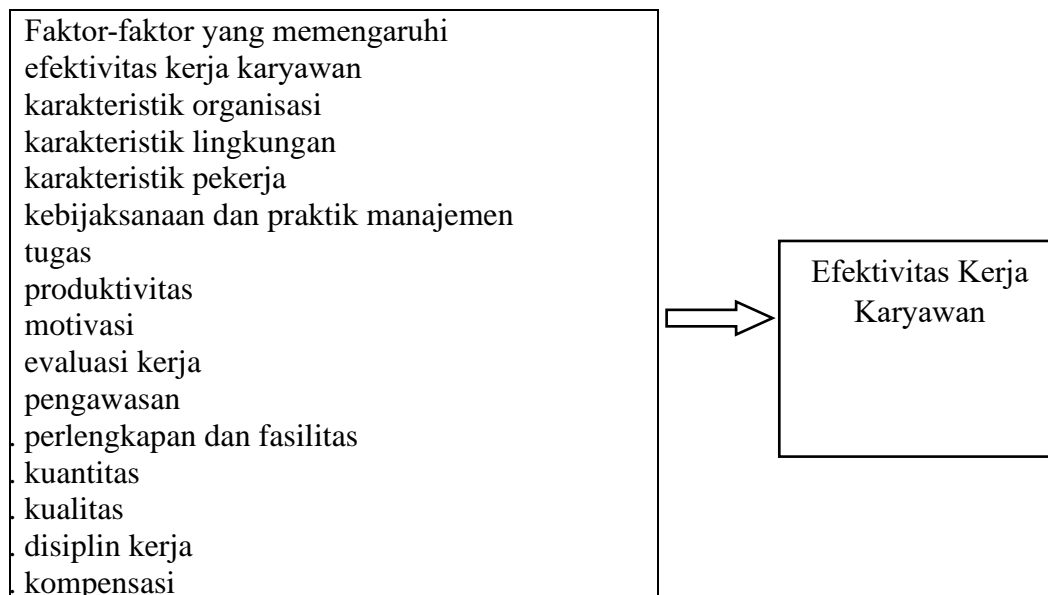 Faktor-faktor yang memengaruhi
efektivitas kerja karyawan
karakteristik organisasi
karakteristik lingkungan
karakteristik pekerja
kebijaksanaan dan praktik manajemen
tugas
produktivitas
motivasi
evaluasi kerja
pengawasan
. perlengkapan dan fasilitas
. kuantitas
. kualitas
. disiplin kerja
. kompensasi
Efektivitas Kerja
Karyawan